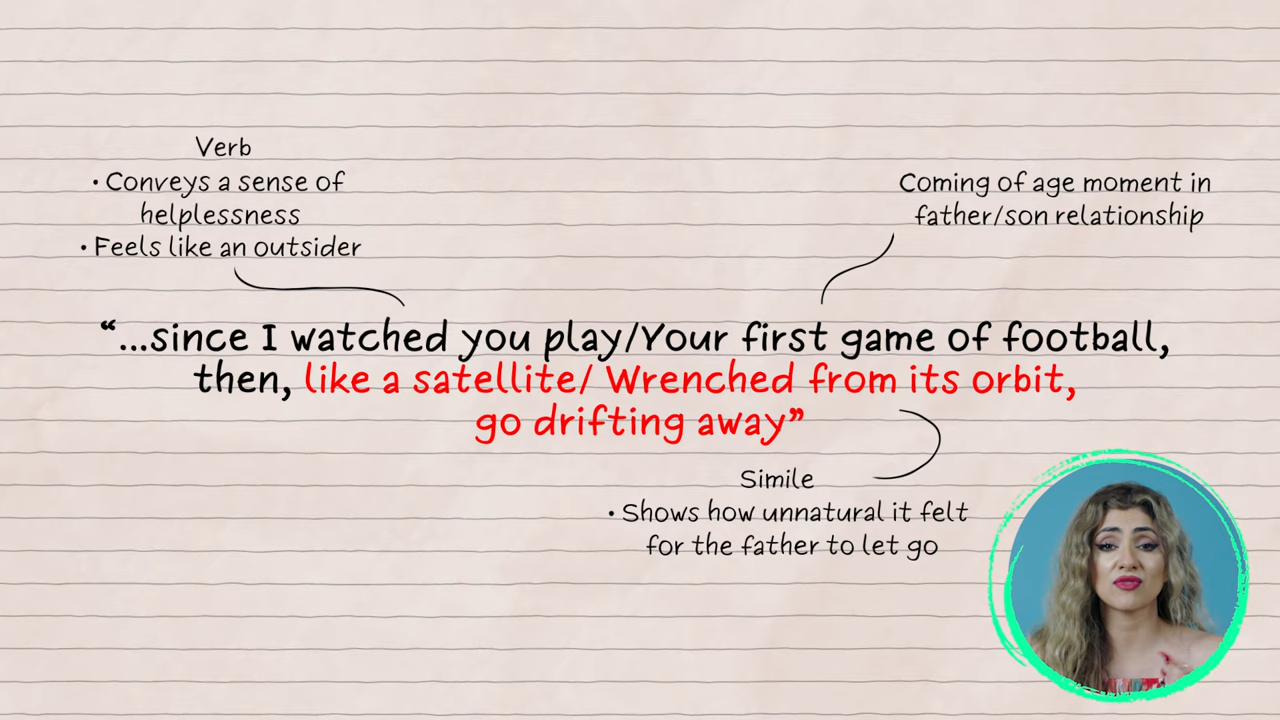 Verb
• Conveys a sense of
helplessness
• Feels like an outsider
Coming of age moment in
father/son relationship
“...since I watched you play/Your first game of football,
then, like a satellite/ Wrenched from its orbit,
go drifting away”
Simile
• Shows how unnatural it felt
for the father to let go